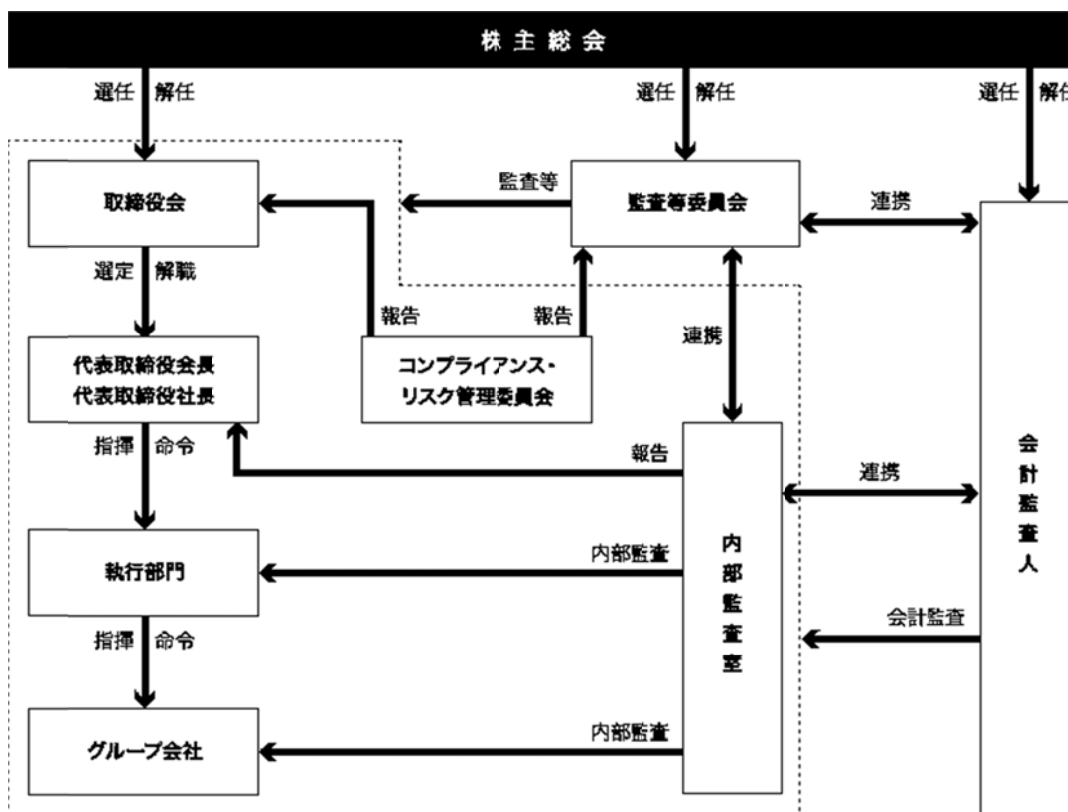 株主総会
選任 解任
選任 解任
選任 解任
取締役会
監査等
監査等委員会
連携
選定 解職
報告
報告
連携
代表取締役会長
代表取締役社長
コンプライアンス・
リスク管理委員会
指揮 命令
報告
連携
会計監査人
執行部門
内部監査
内部監査室
指揮 命令
会計監査
グループ会社
内部監査